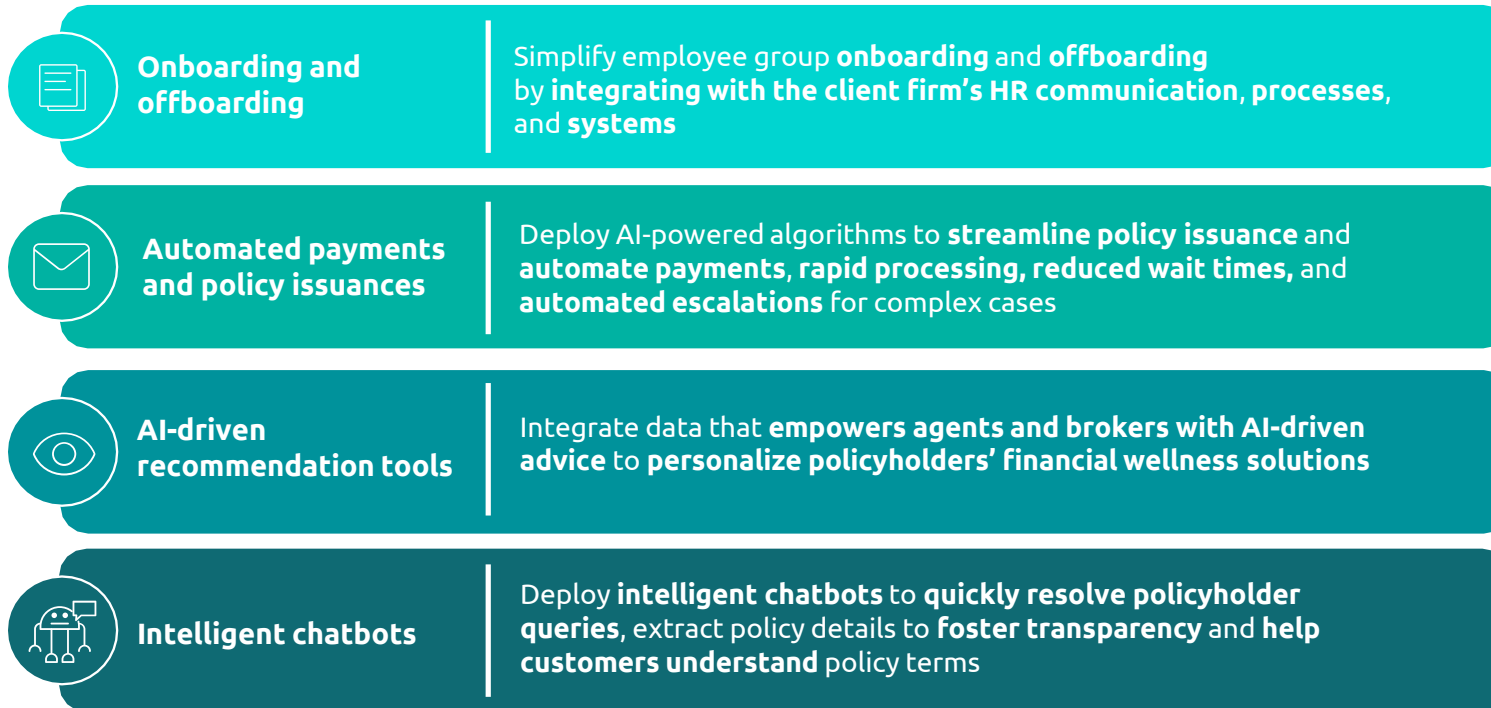 Onboarding and
offboarding
Simplify employee group onboarding and offboarding
by integrating with the client firm’s HR communication, processes,
and systems
Automated payments
and policy issuances
Deploy AI-powered algorithms to streamline policy issuance and
automate payments, rapid processing, reduced wait times, and
automated escalations for complex cases
AI-driven
recommendation tools
Integrate data that empowers agents and brokers with AI-driven
advice to personalize policyholders’ financial wellness solutions
Intelligent chatbots
Deploy intelligent chatbots to quickly resolve policyholder
queries, extract policy details to foster transparency and help
customers understand policy terms